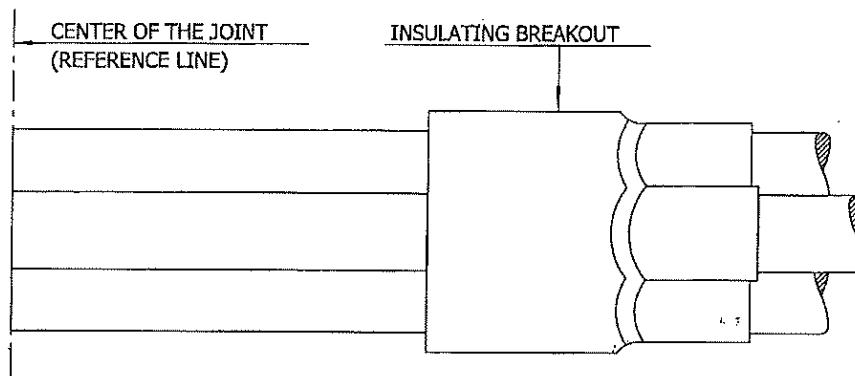 CENTER OF THE JOINT
(REFERENCE LINE)
INSULATING BREAKOUT